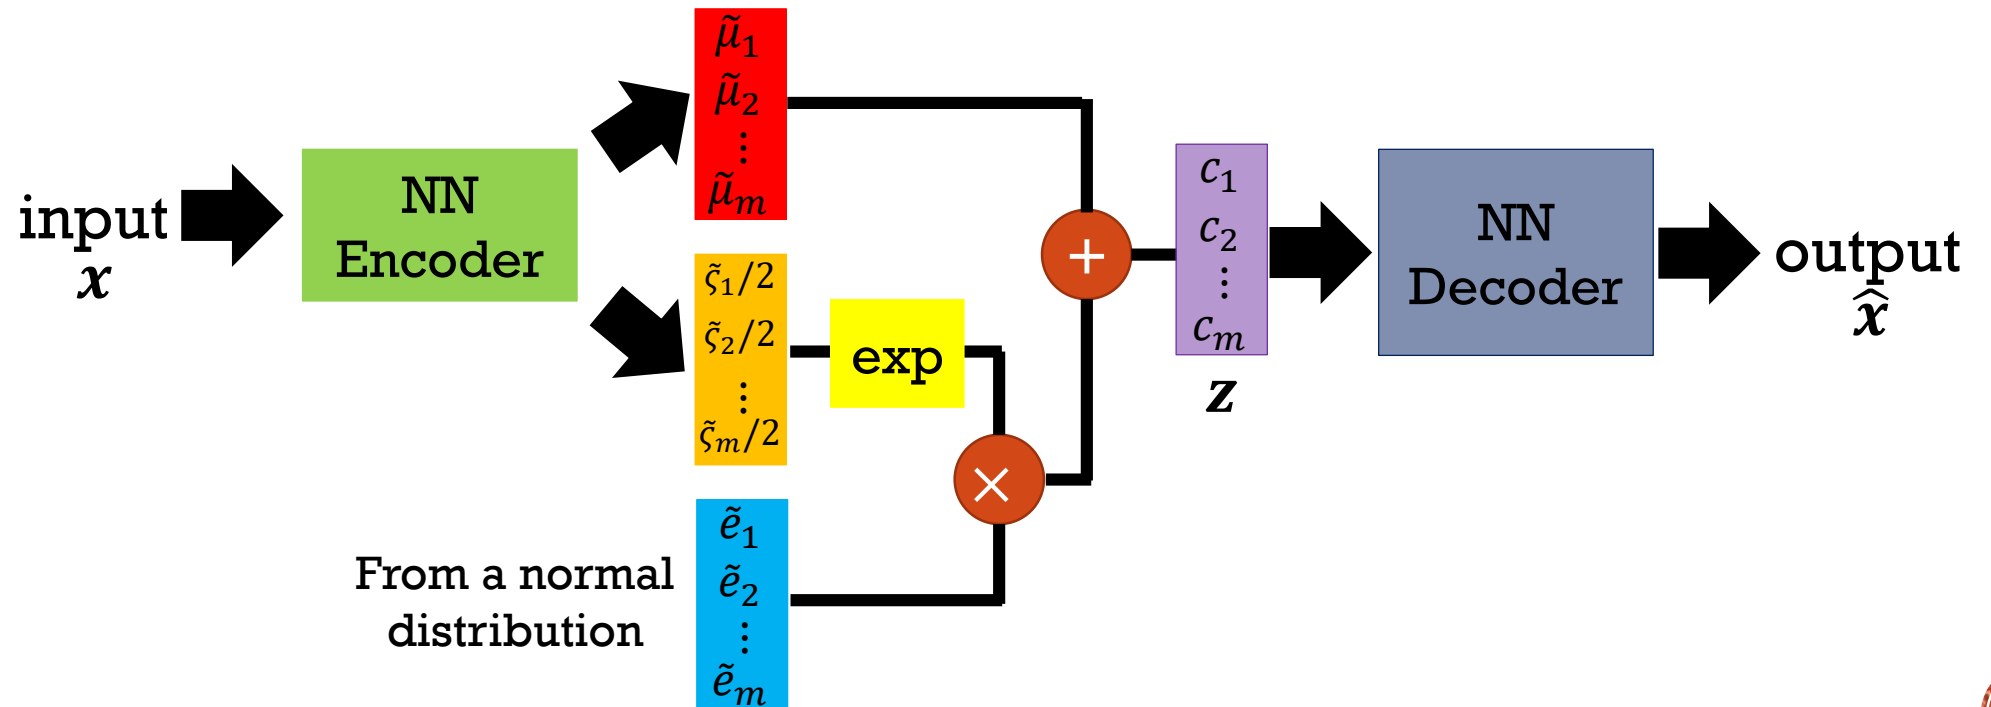 input
x
NN
Encoder
μ̃₁
μ̃₂
⋮
μ̃ₘ
ς̃₁/2
ς̃₂/2
⋮
ς̃ₘ/2
exp
From a normal
distribution
ẽ₁
ẽ₂
⋮
ẽₘ
×
+
c₁
c₂
⋮
cₘ
z
NN
Decoder
output
x̂